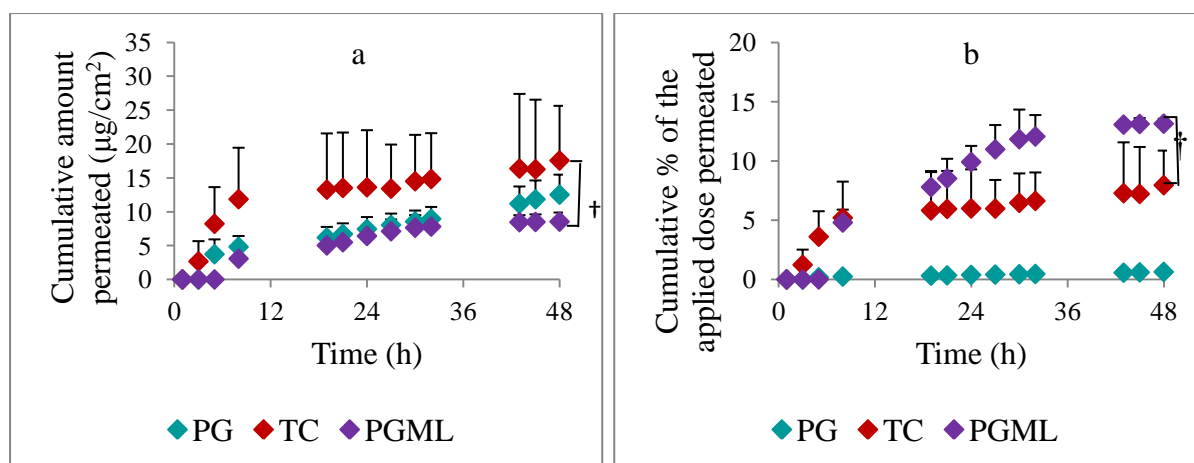 a
Cumulative amount
permeated (µg/cm²)
35
30
25
20
15
10
5
0
0 12 24 36 48
†
Time (h)
PG TC PGML
b
Cumulative % of the
applied dose permeated
20
15
10
5
0
0 12 24 36 48
†
Time (h)
PG TC PGML